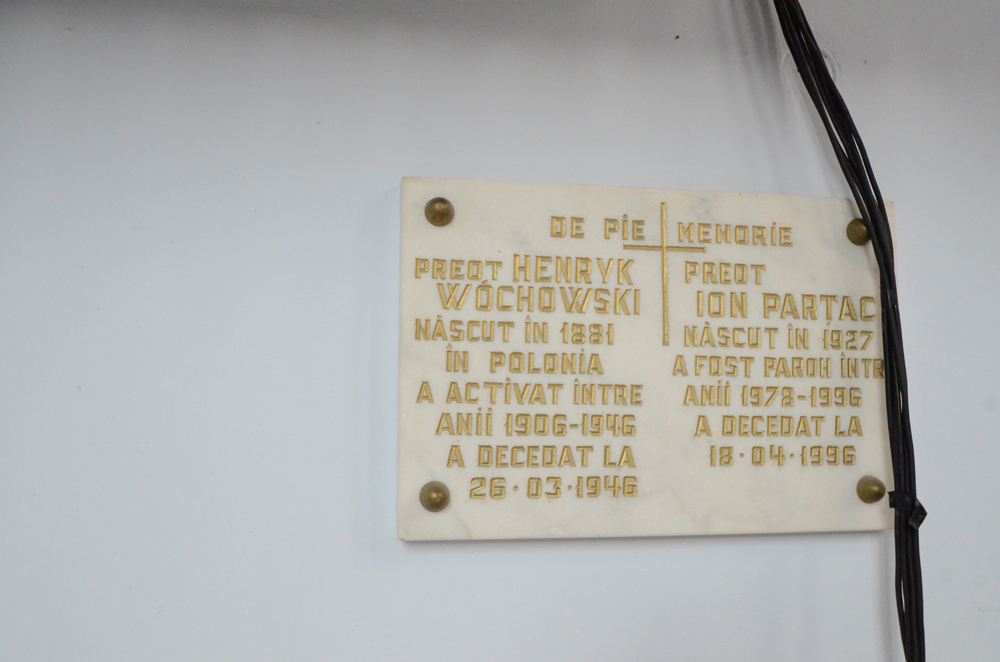 DE PIE MEMORIE
PREOT HENRYK
WÓCHOWSKI
NĂSCUT ÎN 1881
ÎN POLONIA
A ACTIVAT ÎNTRE
ANII 1906-1946
A DECEDAT LA
26·03·1946
PREOT
ION PARTAC
NĂSCUT ÎN 1927
A FOST PAROH ÎNTR
ANII 1978-1996
A DECEDAT LA
18·04·1996